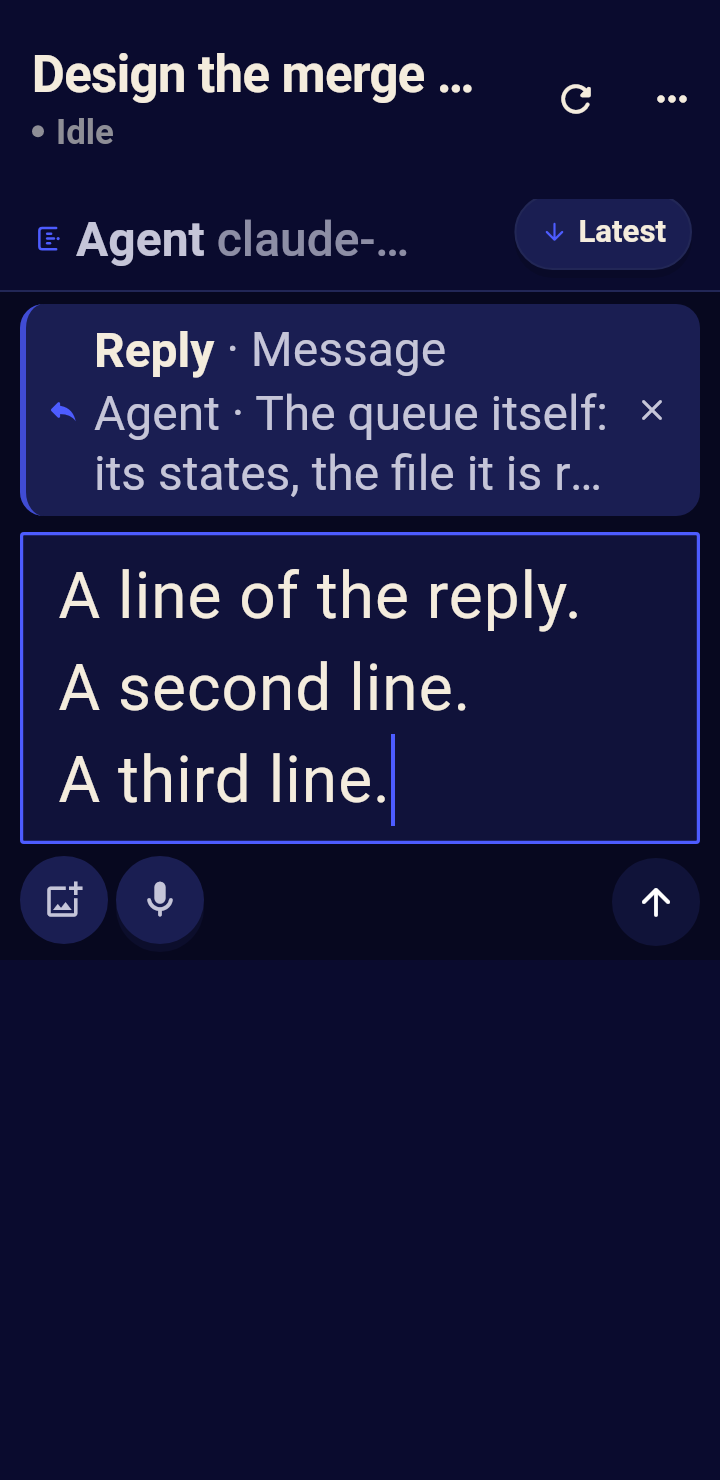 Design the merge …
• Idle
Agent claude-…
Latest
Reply · Message
Agent · The queue itself:
its states, the file it is r…
A line of the reply.
A second line.
A third line.